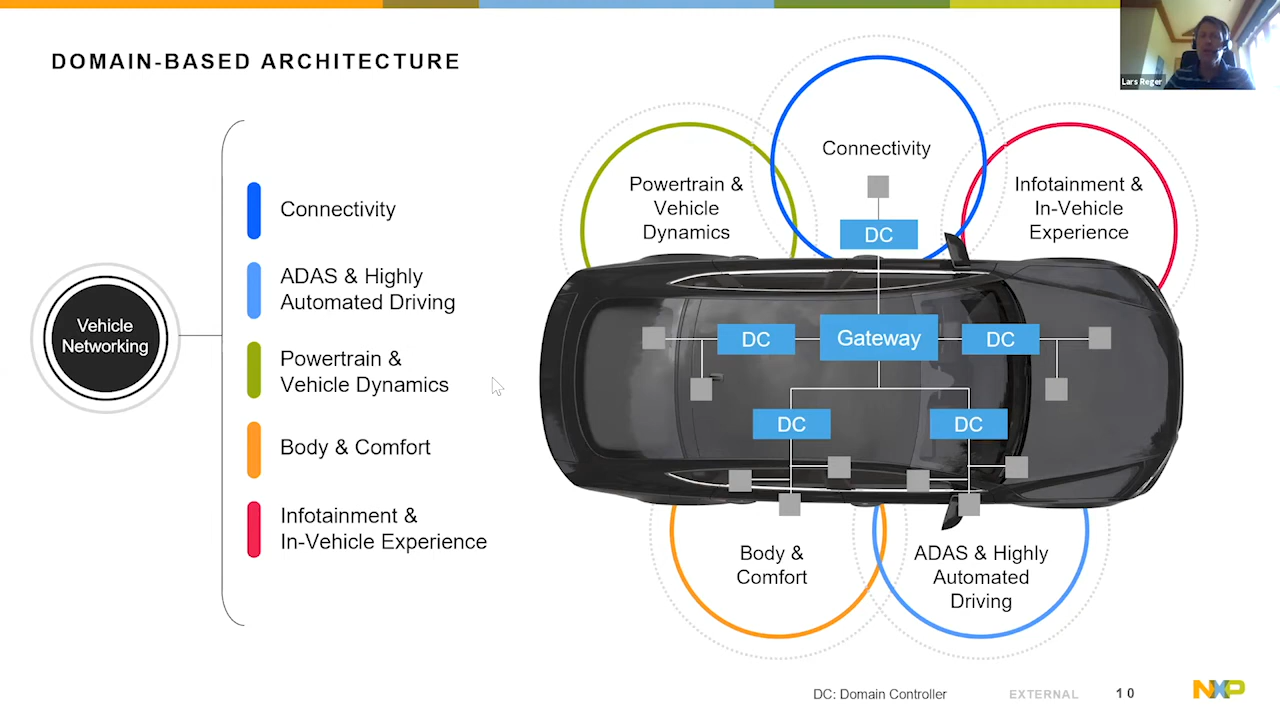 DOMAIN-BASED ARCHITECTURE
Lars Reger
Vehicle
Networking
Connectivity
ADAS & Highly
Automated Driving
Powertrain &
Vehicle Dynamics
Body & Comfort
Infotainment &
In-Vehicle Experience
Powertrain &
Vehicle
Dynamics
Connectivity
DC
Infotainment &
In-Vehicle
Experience
DC
Gateway
DC
DC
DC
Body &
Comfort
ADAS & Highly
Automated
Driving
DC: Domain Controller
EXTERNAL
10
NXP